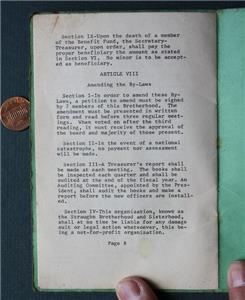 Section IX-Upon the death of a member
of the Benefit Fund, the Secretary-
Treasurer, upon order, shall pay the
proper beneficiary the amount as stated
in Section VI. No minor is to be accept-
ed as beneficiary.
ARTICLE VIII
Amending the By-Laws
Section I-In order to amend these By-
Laws, a petition to amend must be signed
by 7 members of this Brotherhood. The
amendment must be presented in written
form and read before three regular meet-
ings. When voted on after the third
reading, it must receive the approval of
the board and majority of those present.
Section II-In the event of a national
catastrophe, no payment nor assessment
will be made.
Section III-A Treasurer's report shall
be made at each meeting. The books shall
be inspected each quarter and shall be
audited at the end of the fiscal year. An
Auditing Committee, appointed by the Pres-
ident, shall audit the books and make a
report before the new officers are install-
ed.
Section IV-This organization, known as
the Straughn Brotherhood and Sisterhood,
shall at no time be liable for any damage
suit or legal action whatsoever, this be-
ing a not-for-profit organization.
Page 8